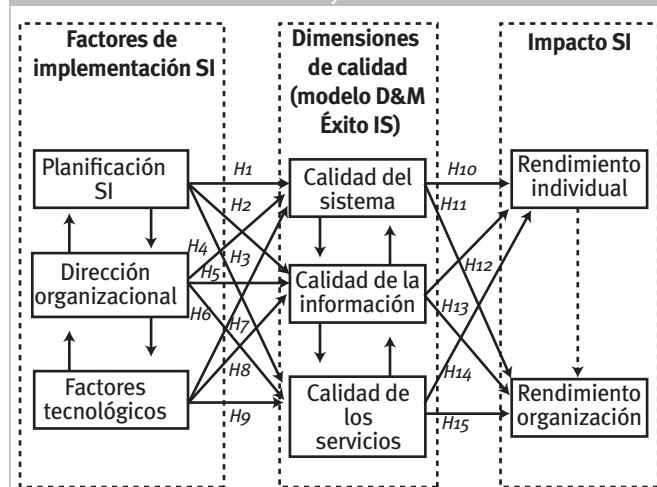 Factores de
implementación SI
Dimensiones
de calidad
(modelo D&M
Éxito IS)
Impacto SI
Planificación
SI
Dirección
organizacional
Factores
tecnológicos
H1
H2
H3
H4
H5
H6
H7
H8
H9
Calidad del
sistema
Calidad de la
información
Calidad de
los
servicios
H10
H11
H12
H13
H14
H15
Rendimiento
individual
Rendimiento
organización